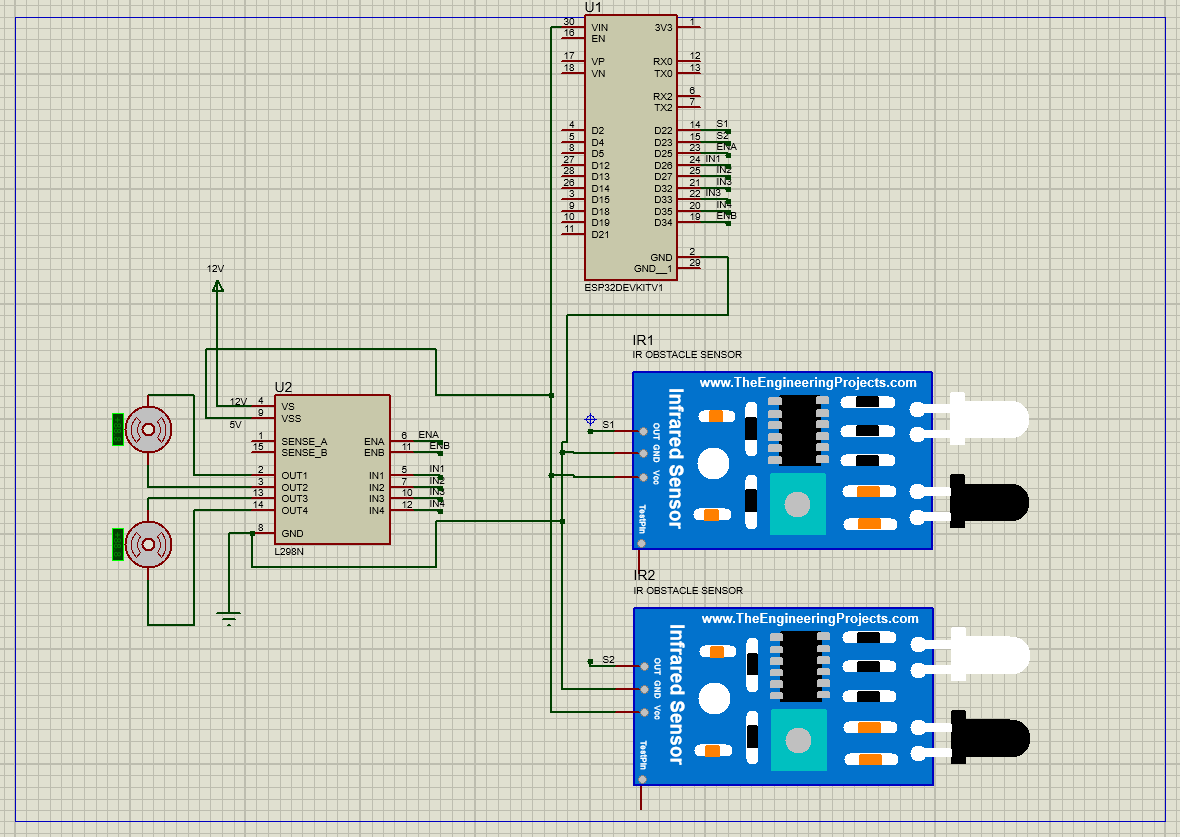 U1
30 VIN 3V3 1
16 EN
17 VP RX0 12
18 VN TX0 13
RX2 6
TX2 7
4 D2 D22 14 S1
5 D4 D23 15 S2
8 D5 D25 23 ENA
27 D12 D26 24 IN1
28 D13 D27 25 IN2
26 D14 D32 21 IN3
3 D15 D33 22 IN3
9 D18 D35 20 IN4
10 D19 D34 19 ENB
11 D21
GND 2
GND__1 29
ESP32DEVKITV1
12V
IR1
IR OBSTACLE SENSOR
www.TheEngineeringProjects.com
Infrared Sensor
S1 OUT
GND
Vcc
TestPin
U2
12V 4 VS
9 VSS
5V
1 SENSE_A ENA 6 ENA
15 SENSE_B ENB 11 ENB
2 OUT1 IN1 5 IN1
3 OUT2 IN2 7 IN2
13 OUT3 IN3 10 IN3
14 OUT4 IN4 12 IN4
8 GND
L298N
IR2
IR OBSTACLE SENSOR
www.TheEngineeringProjects.com
Infrared Sensor
S2 OUT
GND
Vcc
TestPin